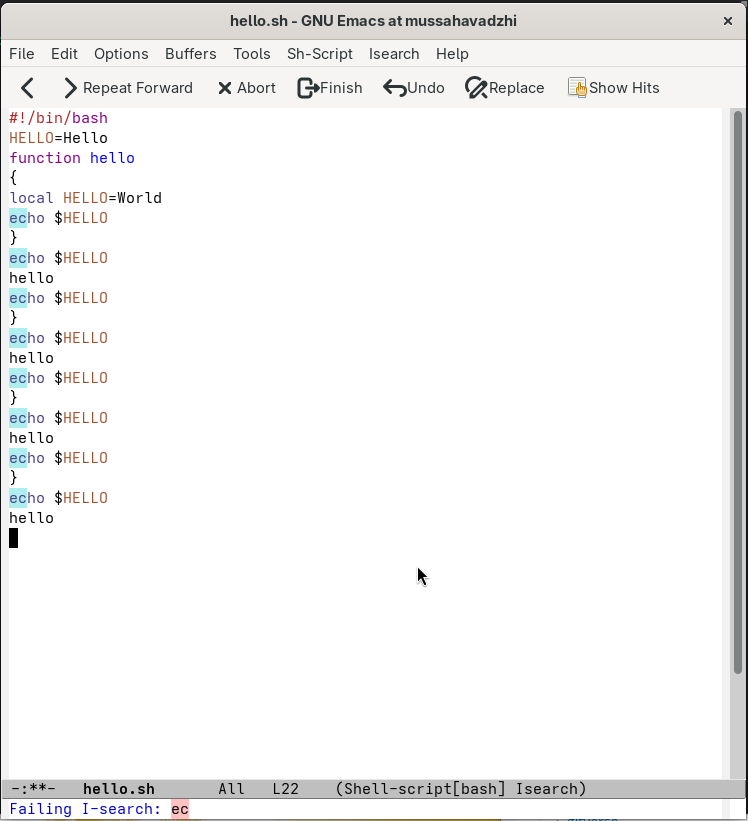 hello.sh - GNU Emacs at mussahavadzhi ×
File Edit Options Buffers Tools Sh-Script Isearch Help
Repeat Forward Abort Finish Undo Replace Show Hits
#!/bin/bash
HELLO=Hello
function hello
{
local HELLO=World
echo $HELLO
}
echo $HELLO
hello
echo $HELLO
}
echo $HELLO
hello
echo $HELLO
}
echo $HELLO
hello
echo $HELLO
}
echo $HELLO
hello
-:**- hello.sh All L22 (Shell-script[bash] Isearch)
Failing I-search: ec